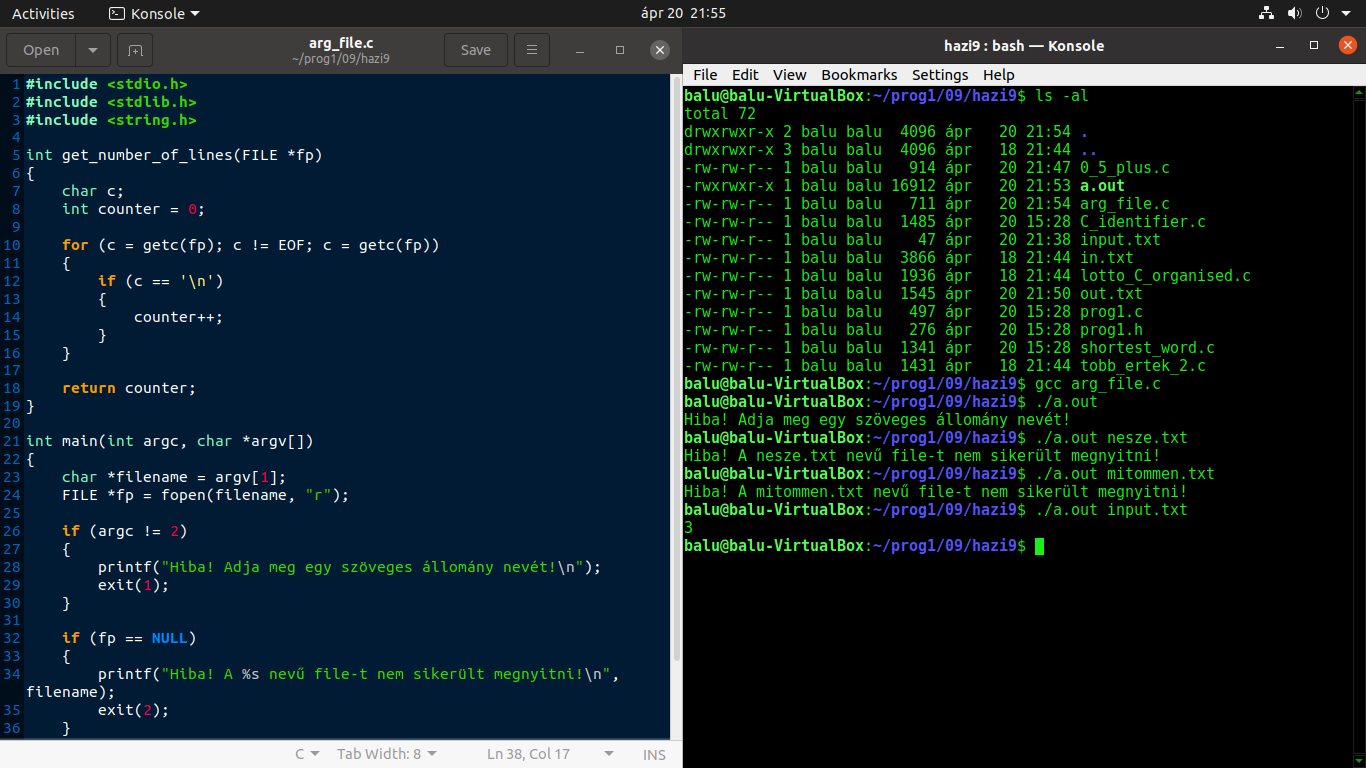 Activities Konsole ápr 20 21:55
Open arg_file.c Save
~/prog1/09/hazi9
1 #include <stdio.h>
2 #include <stdlib.h>
3 #include <string.h>
4
5 int get_number_of_lines(FILE *fp)
6 {
7     char c;
8     int counter = 0;
9
10     for (c = getc(fp); c != EOF; c = getc(fp))
11     {
12         if (c == '\n')
13         {
14             counter++;
15         }
16     }
17
18     return counter;
19 }
20
21 int main(int argc, char *argv[])
22 {
23     char *filename = argv[1];
24     FILE *fp = fopen(filename, "r");
25
26     if (argc != 2)
27     {
28         printf("Hiba! Adja meg egy szöveges állomány nevét!\n");
29         exit(1);
30     }
31
32     if (fp == NULL)
33     {
34         printf("Hiba! A %s nevű file-t nem sikerült megnyitni!\n",
filename);
35         exit(2);
36     }
C Tab Width: 8 Ln 38, Col 17 INS
hazi9 : bash — Konsole
File Edit View Bookmarks Settings Help
balu@balu-VirtualBox:~/prog1/09/hazi9$ ls -al
total 72
drwxrwxr-x 2 balu balu  4096 ápr   20 21:54 .
drwxrwxr-x 3 balu balu  4096 ápr   18 21:44 ..
-rw-rw-r-- 1 balu balu   914 ápr   20 21:47 0_5_plus.c
-rwxrwxr-x 1 balu balu 16912 ápr   20 21:53 a.out
-rw-rw-r-- 1 balu balu   711 ápr   20 21:54 arg_file.c
-rw-rw-r-- 1 balu balu  1485 ápr   20 15:28 C_identifier.c
-rw-rw-r-- 1 balu balu    47 ápr   20 21:38 input.txt
-rw-rw-r-- 1 balu balu  3866 ápr   18 21:44 in.txt
-rw-rw-r-- 1 balu balu  1936 ápr   18 21:44 lotto_C_organised.c
-rw-rw-r-- 1 balu balu  1545 ápr   20 21:50 out.txt
-rw-rw-r-- 1 balu balu   497 ápr   20 15:28 prog1.c
-rw-rw-r-- 1 balu balu   276 ápr   20 15:28 prog1.h
-rw-rw-r-- 1 balu balu  1341 ápr   20 15:28 shortest_word.c
-rw-rw-r-- 1 balu balu  1431 ápr   18 21:44 tobb_ertek_2.c
balu@balu-VirtualBox:~/prog1/09/hazi9$ gcc arg_file.c
balu@balu-VirtualBox:~/prog1/09/hazi9$ ./a.out
Hiba! Adja meg egy szöveges állomány nevét!
balu@balu-VirtualBox:~/prog1/09/hazi9$ ./a.out nesze.txt
Hiba! A nesze.txt nevű file-t nem sikerült megnyitni!
balu@balu-VirtualBox:~/prog1/09/hazi9$ ./a.out mitommen.txt
Hiba! A mitommen.txt nevű file-t nem sikerült megnyitni!
balu@balu-VirtualBox:~/prog1/09/hazi9$ ./a.out input.txt
3
balu@balu-VirtualBox:~/prog1/09/hazi9$